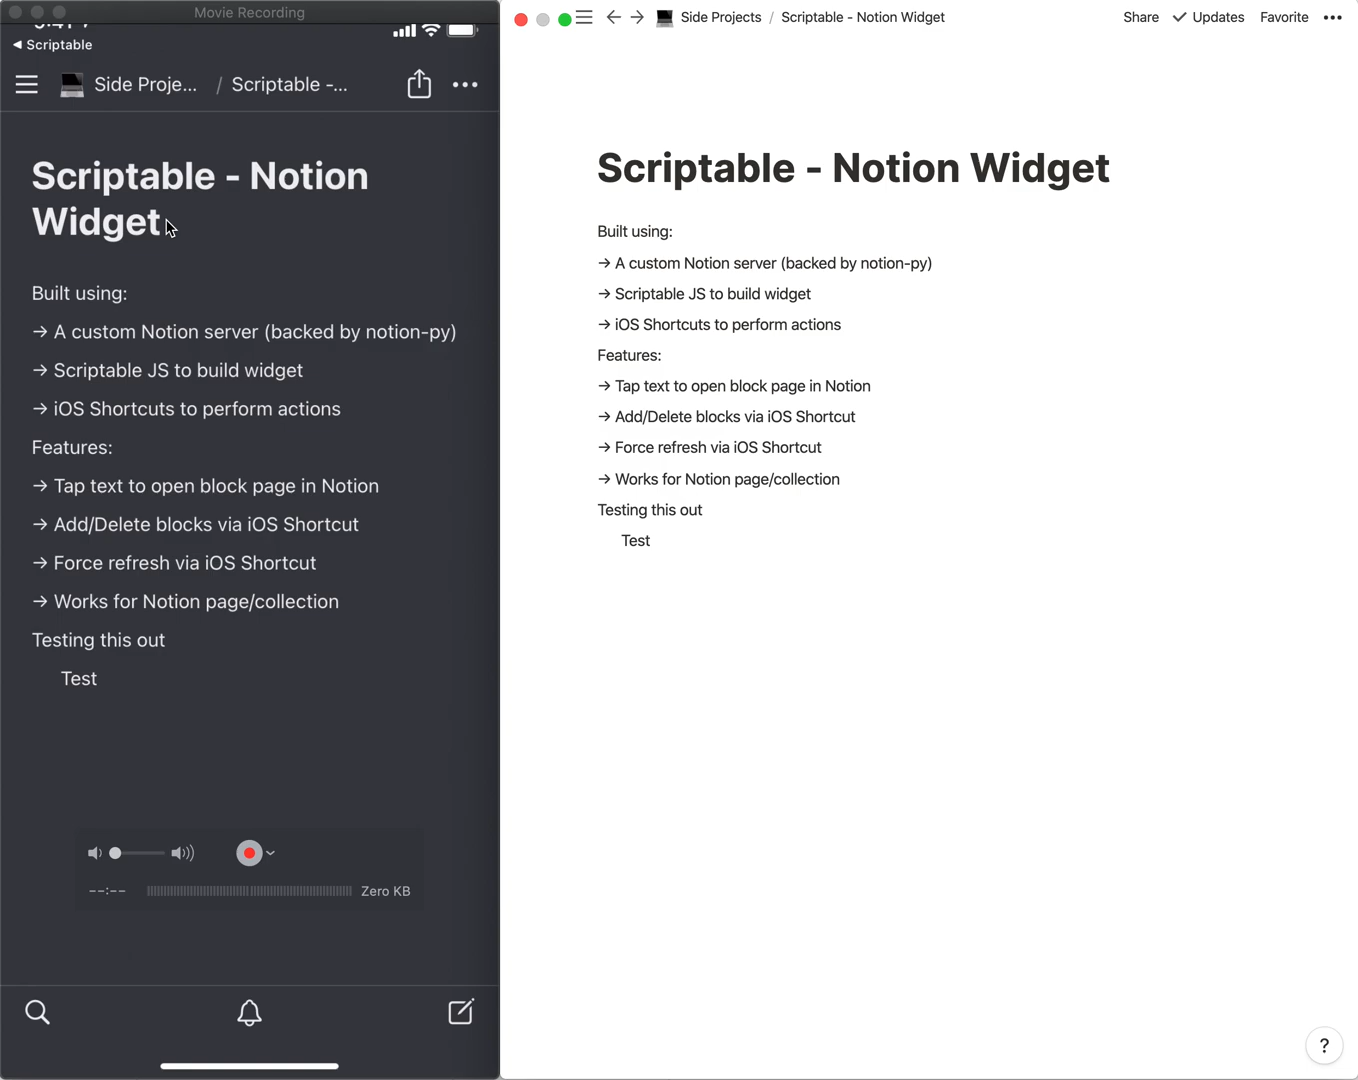 Movie Recording
◀ Scriptable
Side Proje... / Scriptable -...
Scriptable - Notion
Widget
Built using:
→ A custom Notion server (backed by notion-py)
→ Scriptable JS to build widget
→ iOS Shortcuts to perform actions
Features:
→ Tap text to open block page in Notion
→ Add/Delete blocks via iOS Shortcut
→ Force refresh via iOS Shortcut
→ Works for Notion page/collection
Testing this out
Test
--:--
Zero KB
Side Projects / Scriptable - Notion Widget
Share ✓ Updates Favorite •••
Scriptable - Notion Widget
Built using:
→ A custom Notion server (backed by notion-py)
→ Scriptable JS to build widget
→ iOS Shortcuts to perform actions
Features:
→ Tap text to open block page in Notion
→ Add/Delete blocks via iOS Shortcut
→ Force refresh via iOS Shortcut
→ Works for Notion page/collection
Testing this out
Test
?